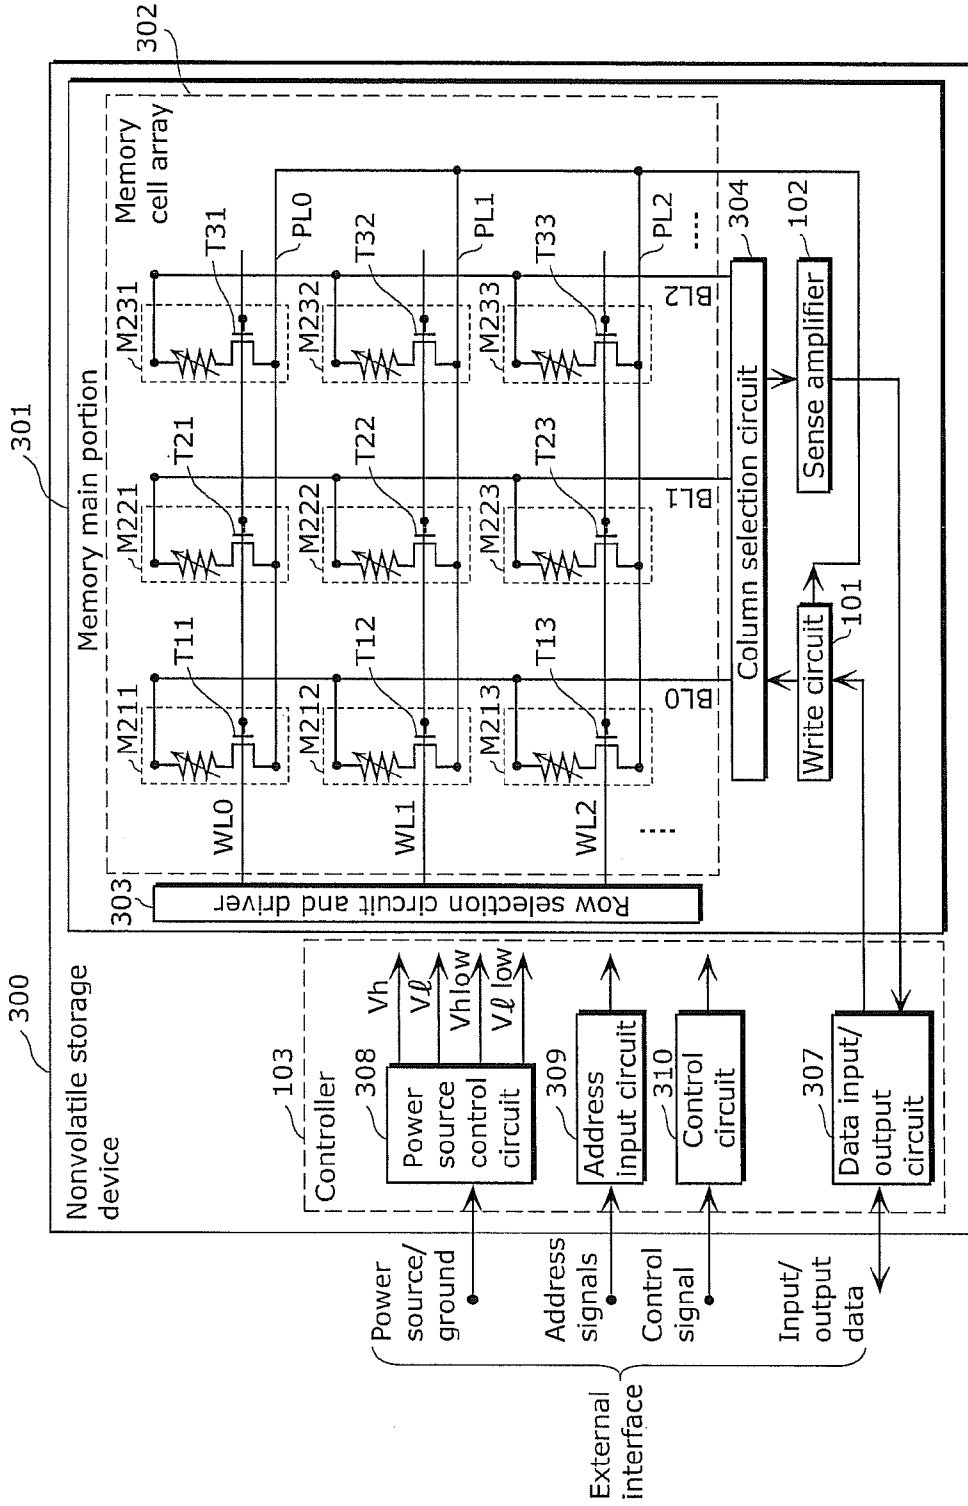 300
Nonvolatile storage
device
301
Memory main portion
302
Memory
cell array
103
Controller
308
Power
source
control
circuit
Vh
Vℓ
Vhlow
Vℓ low
309
Address
input circuit
310
Control
circuit
307
Data input/
output
circuit
External
interface
Power
source/
ground
Address
signals
Control
signal
Input/
output
data
303
Row selection circuit and driver
WL0
WL1
WL2
.....
M211
T11
M221
T21
M231
T31
PL0
M212
T12
M222
T22
M232
T32
PL1
M213
T13
M223
T23
M233
T33
PL2
.....
BL0
BL1
BL2
304
Column selection circuit
Write circuit
101
Sense amplifier
102